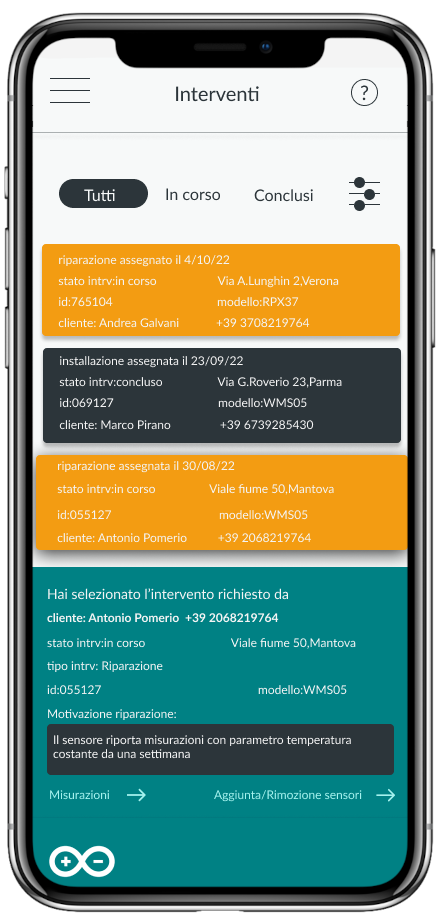 Interventi
?
Tutti In corso Conclusi
riparazione assegnato il 4/10/22
stato intrv:in corso Via A.Lunghin 2,Verona
id:765104 modello:RPX37
cliente: Andrea Galvani +39 3708219764
installazione assegnata il 23/09/22
stato intrv:concluso Via G.Roverio 23,Parma
id:069127 modello:WMS05
cliente: Marco Pirano +39 6739285430
riparazione assegnata il 30/08/22
stato intrv:in corso Viale fiume 50,Mantova
id:055127 modello:WMS05
cliente: Antonio Pomerio +39 2068219764
Hai selezionato l’intervento richiesto da
cliente: Antonio Pomerio +39 2068219764
stato intrv:in corso Viale fiume 50,Mantova
tipo intrv: Riparazione
id:055127 modello:WMS05
Motivazione riparazione:
Il sensore riporta misurazioni con parametro temperatura
costante da una settimana
Misurazioni → Aggiunta/Rimozione sensori →